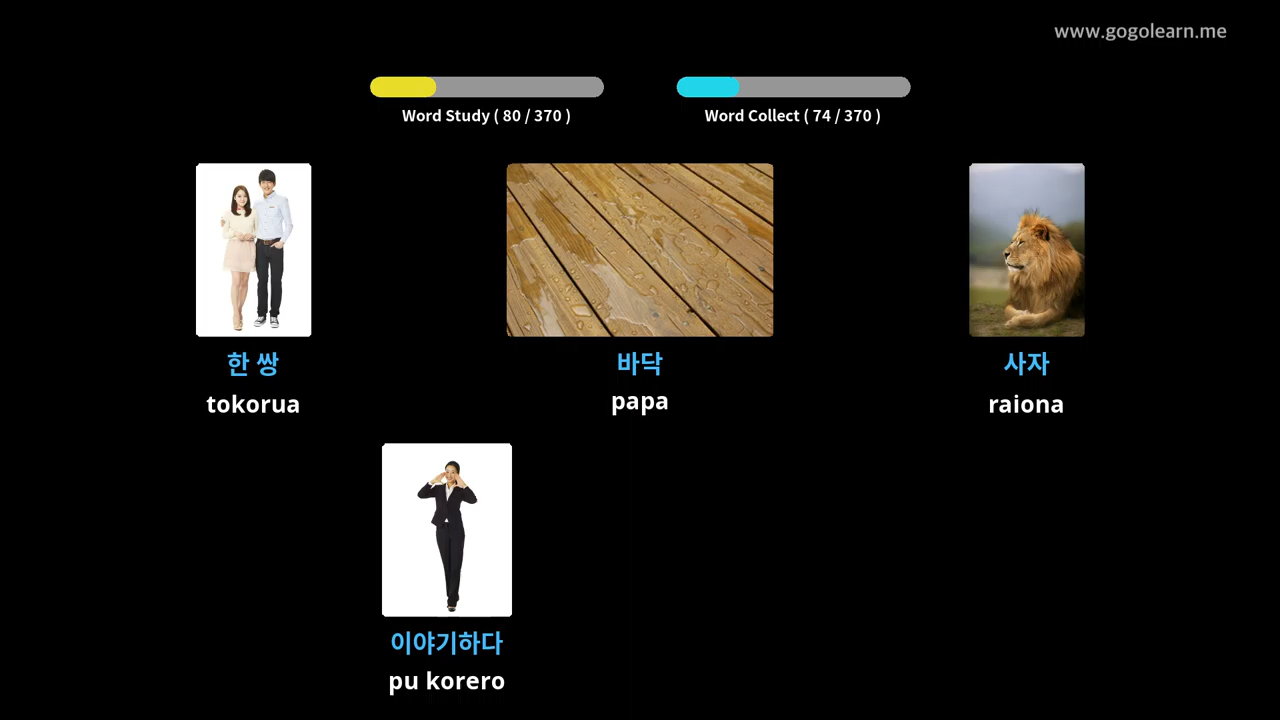 www.gogolearn.me
Word Study ( 80 / 370 )
Word Collect ( 74 / 370 )
한 쌍
tokorua
바닥
papa
사자
raiona
이야기하다
pu korero